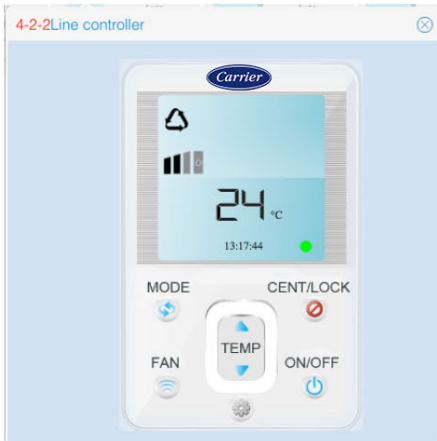 4-2-2Line controller
Carrier
24 °C
13:17:44
MODE
CENT/LOCK
TEMP
FAN
ON/OFF